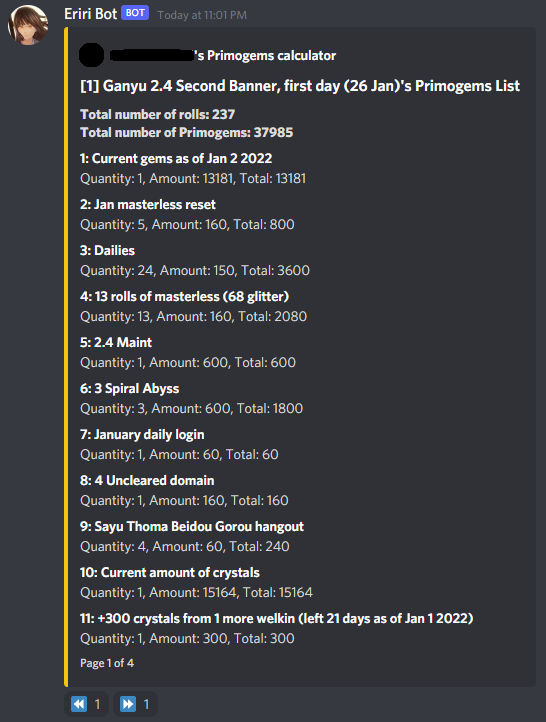 Eriri Bot BOT Today at 11:01 PM
's Primogems calculator
[1] Ganyu 2.4 Second Banner, first day (26 Jan)'s Primogems List
Total number of rolls: 237
Total number of Primogems: 37985
1: Current gems as of Jan 2 2022
Quantity: 1, Amount: 13181, Total: 13181
2: Jan masterless reset
Quantity: 5, Amount: 160, Total: 800
3: Dailies
Quantity: 24, Amount: 150, Total: 3600
4: 13 rolls of masterless (68 glitter)
Quantity: 13, Amount: 160, Total: 2080
5: 2.4 Maint
Quantity: 1, Amount: 600, Total: 600
6: 3 Spiral Abyss
Quantity: 3, Amount: 600, Total: 1800
7: January daily login
Quantity: 1, Amount: 60, Total: 60
8: 4 Uncleared domain
Quantity: 1, Amount: 160, Total: 160
9: Sayu Thoma Beidou Gorou hangout
Quantity: 4, Amount: 60, Total: 240
10: Current amount of crystals
Quantity: 1, Amount: 15164, Total: 15164
11: +300 crystals from 1 more welkin (left 21 days as of Jan 1 2022)
Quantity: 1, Amount: 300, Total: 300
Page 1 of 4
1 1